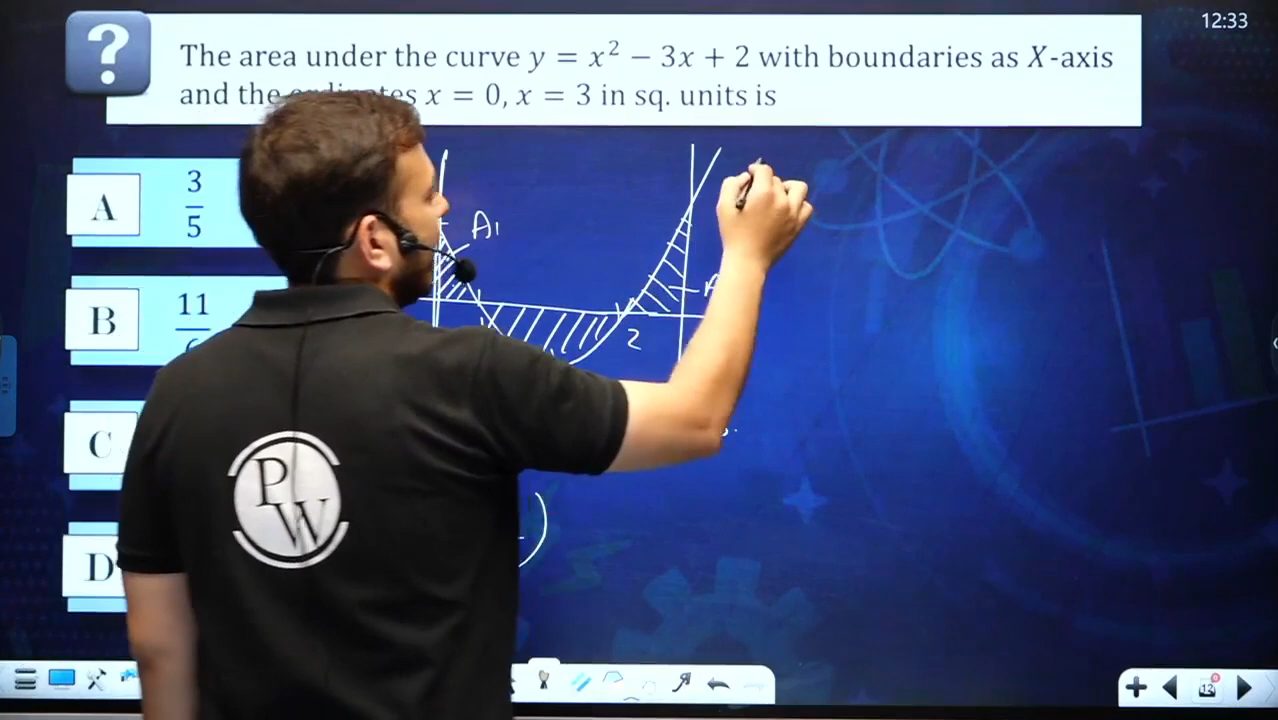 12:33
?
The area under the curve y = x² − 3x + 2 with boundaries as X-axis
and the ordinates x = 0, x = 3 in sq. units is
A 3/5
A₁
B 11
2
C
D
PW
12